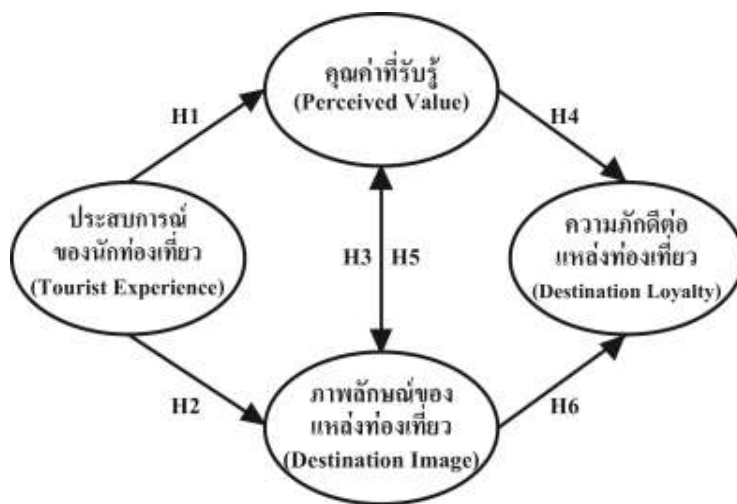 คุณค่าที่รับรู้
(Perceived Value)
H1
H4
ประสบการณ์
ของนักท่องเที่ยว
(Tourist Experience)
H3
H5
ความภักดีต่อ
แหล่งท่องเที่ยว
(Destination Loyalty)
H2
ภาพลักษณ์ของ
แหล่งท่องเที่ยว
(Destination Image)
H6